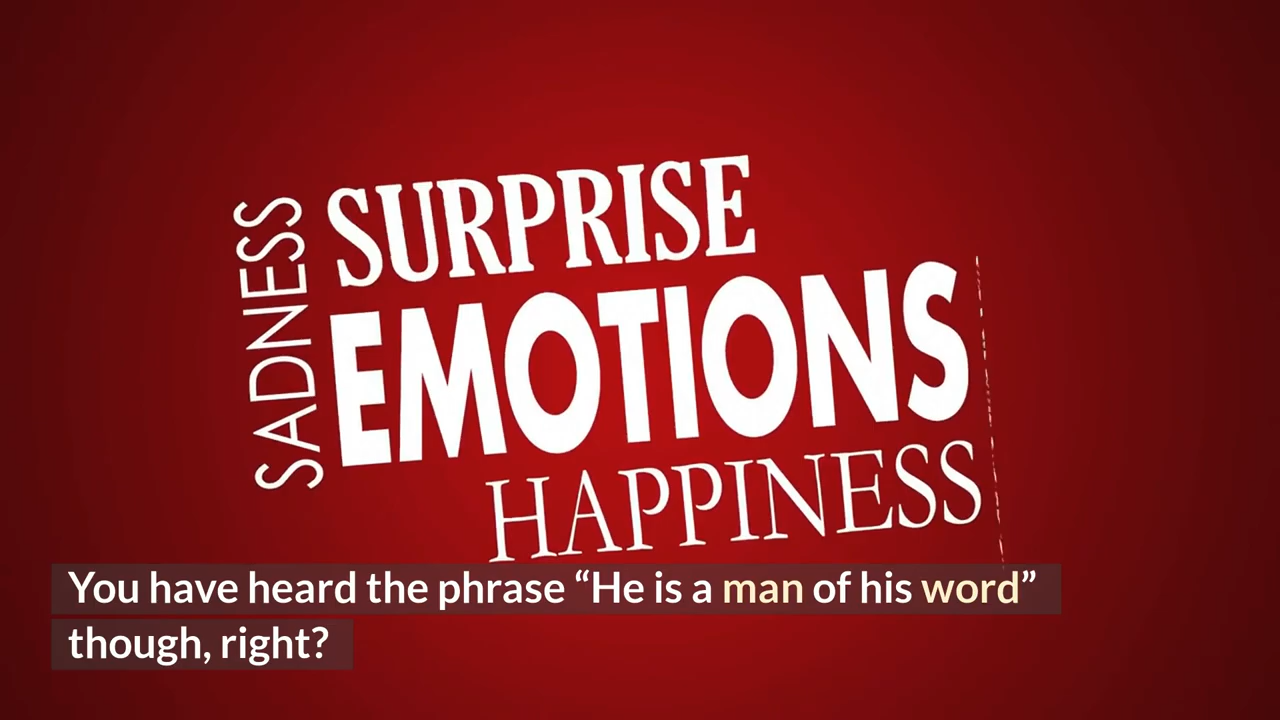 SADNESS
SURPRISE
EMOTIONS
HAPPINESS
You have heard the phrase “He is a man of his word”
though, right?